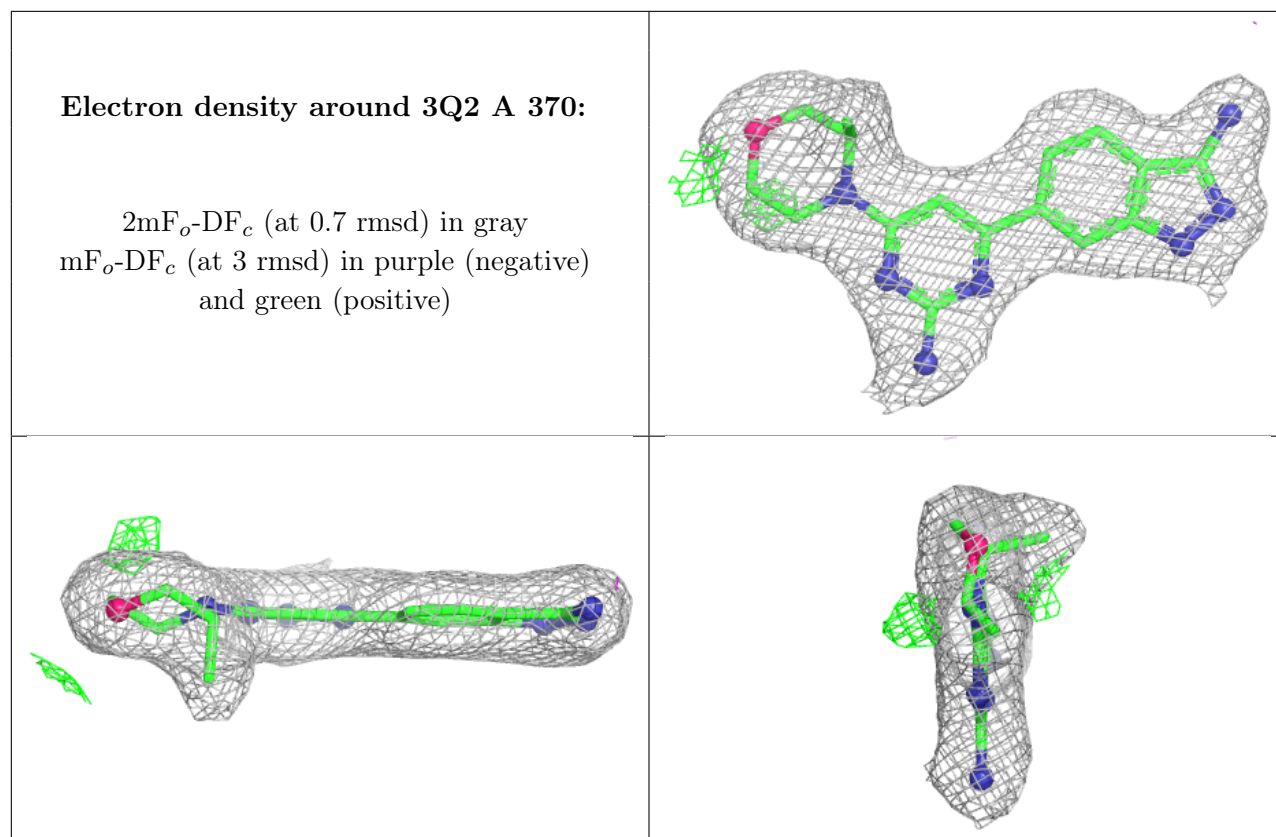 Electron density around 3Q2 A 370:
2mFo-DFc (at 0.7 rmsd) in gray
mFo-DFc (at 3 rmsd) in purple (negative)
and green (positive)